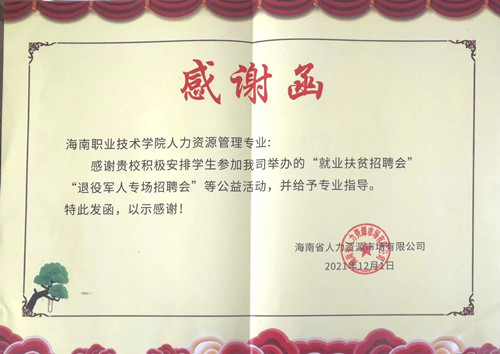 感谢函
海南职业技术学院人力资源管理专业：
感谢贵校积极安排学生参加我司举办的“就业扶贫招聘会”
“退役军人专场招聘会”等公益活动，并给予专业指导。
特此发函，以示感谢！
海南省人力资源市场有限公司
2021年12月1日